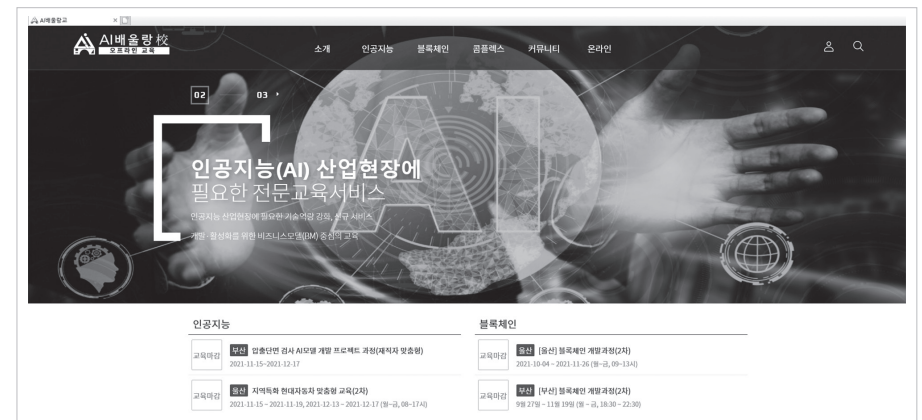 AI배울랑교
AI배울랑校
오프라인 교육
소개 인공지능 블록체인 콤플렉스 커뮤니티 온라인
02 03
AI
인공지능(AI) 산업현장에
필요한 전문교육서비스
인공지능 산업현장에 필요한 기술역량 강화, 신규 서비스
개발·활성화를 위한 비즈니스모델(BM) 중심의 교육
인공지능
교육마감
부산 압출단면 검사 AI모델 개발 프로젝트 과정(재직자 맞춤형)
2021-11-15~2021-12-17
교육마감
울산 지역특화 현대자동차 맞춤형 교육(2차)
2021-11-15 ~ 2021-11-19, 2021-12-13 ~ 2021-12-17 (월~금, 08~17시)
블록체인
교육마감
울산 [울산] 블록체인 개발과정(2차)
2021-10-04 ~ 2021-11-26 (월~금, 09~13시)
교육마감
부산 [부산] 블록체인 개발과정(2차)
9월 27일 ~ 11월 19일 (월 ~ 금, 18:30 ~ 22:30)